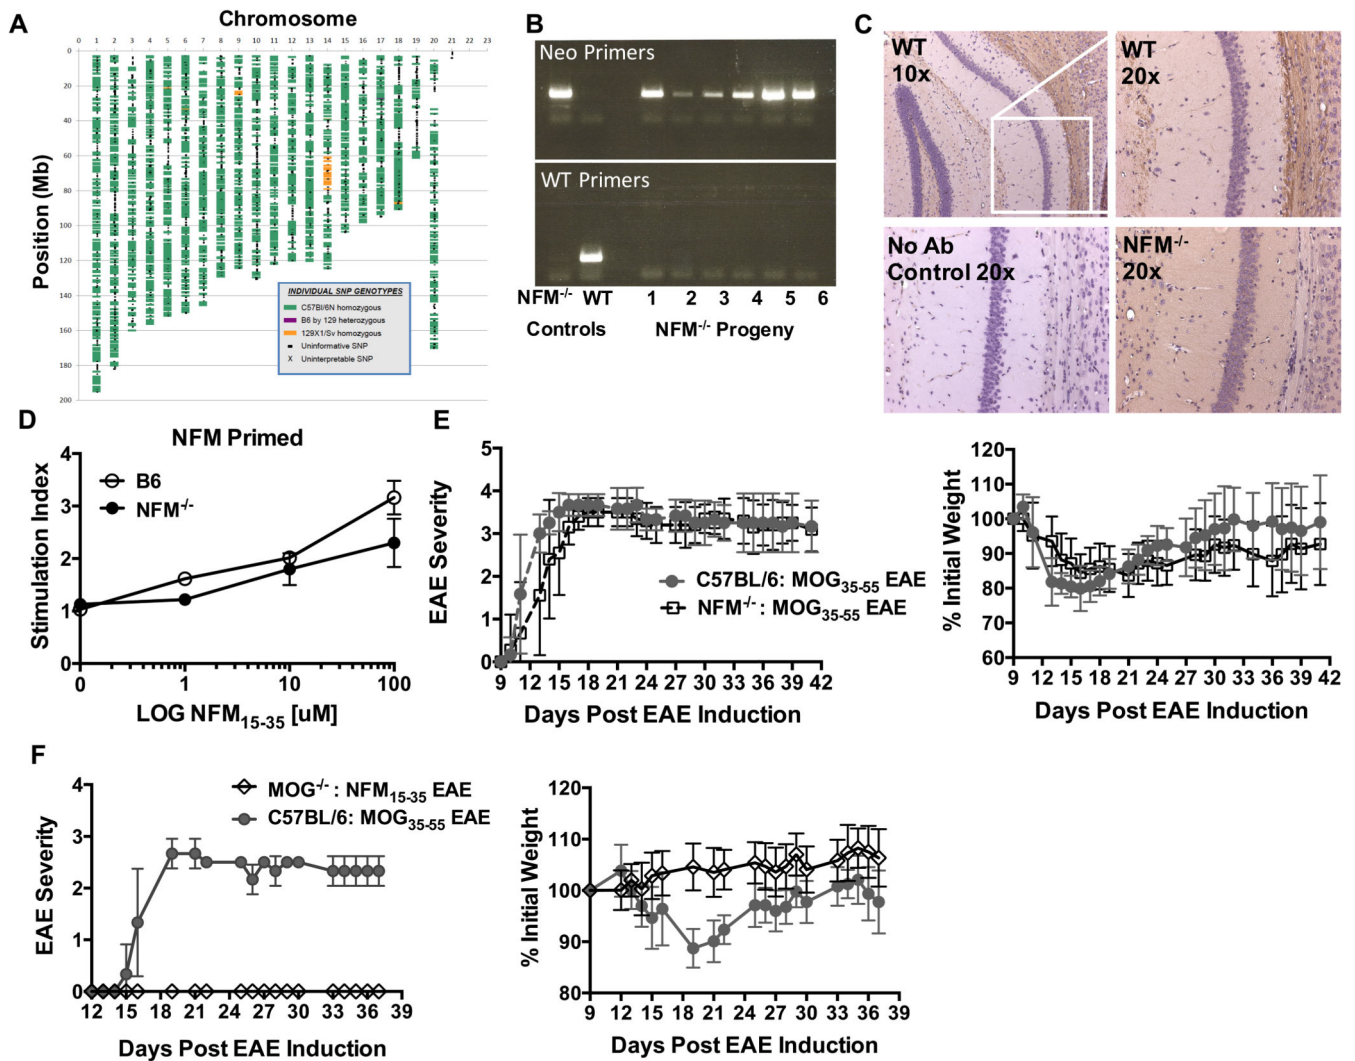 A
Chromosome
0 1 2 3 4 5 6 7 8 9 10 11 12 13 14 15 16 17 18 19 20 21 22 23
Position (Mb)
0
20
40
60
80
100
120
140
160
180
200
INDIVIDUAL SNP GENOTYPES
C57Bl/6N homozygous
B6 by 129 heterozygous
129X1/Sv homozygous
Uninformative SNP
X Uninterpretable SNP
B
Neo Primers
WT Primers
NFM-/- WT 1 2 3 4 5 6
Controls NFM-/- Progeny
C
WT
10x
WT
20x
No Ab
Control 20x
NFM-/-
20x
D
NFM Primed
Stimulation Index
4
3
2
1
0
B6
NFM-/-
0 1 10 100
LOG NFM15-35 [uM]
E
EAE Severity
5
4
3
2
1
0
C57BL/6: MOG35-55 EAE
NFM-/- : MOG35-55 EAE
9 12 15 18 21 24 27 30 33 36 39 42
Days Post EAE Induction
% Initial Weight
120
110
100
90
80
70
60
9 12 15 18 21 24 27 30 33 36 39 42
Days Post EAE Induction
F
EAE Severity
4
3
2
1
0
MOG-/- : NFM15-35 EAE
C57BL/6: MOG35-55 EAE
12 15 18 21 24 27 30 33 36 39
Days Post EAE Induction
% Initial Weight
120
110
100
90
80
9 12 15 18 21 24 27 30 33 36 39
Days Post EAE Induction